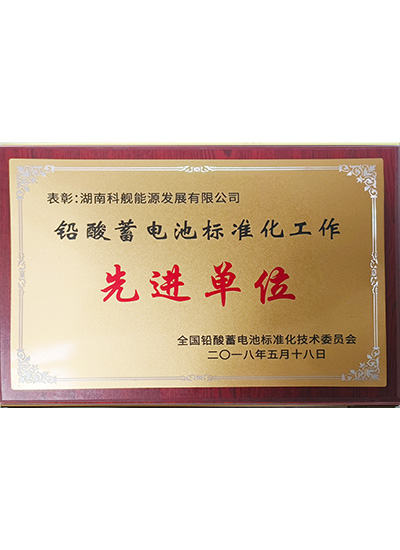 表彰:湖南科舰能源发展有限公司
铅酸蓄电池标准化工作
先进单位
全国铅酸蓄电池标准化技术委员会
二〇一八年五月十八日